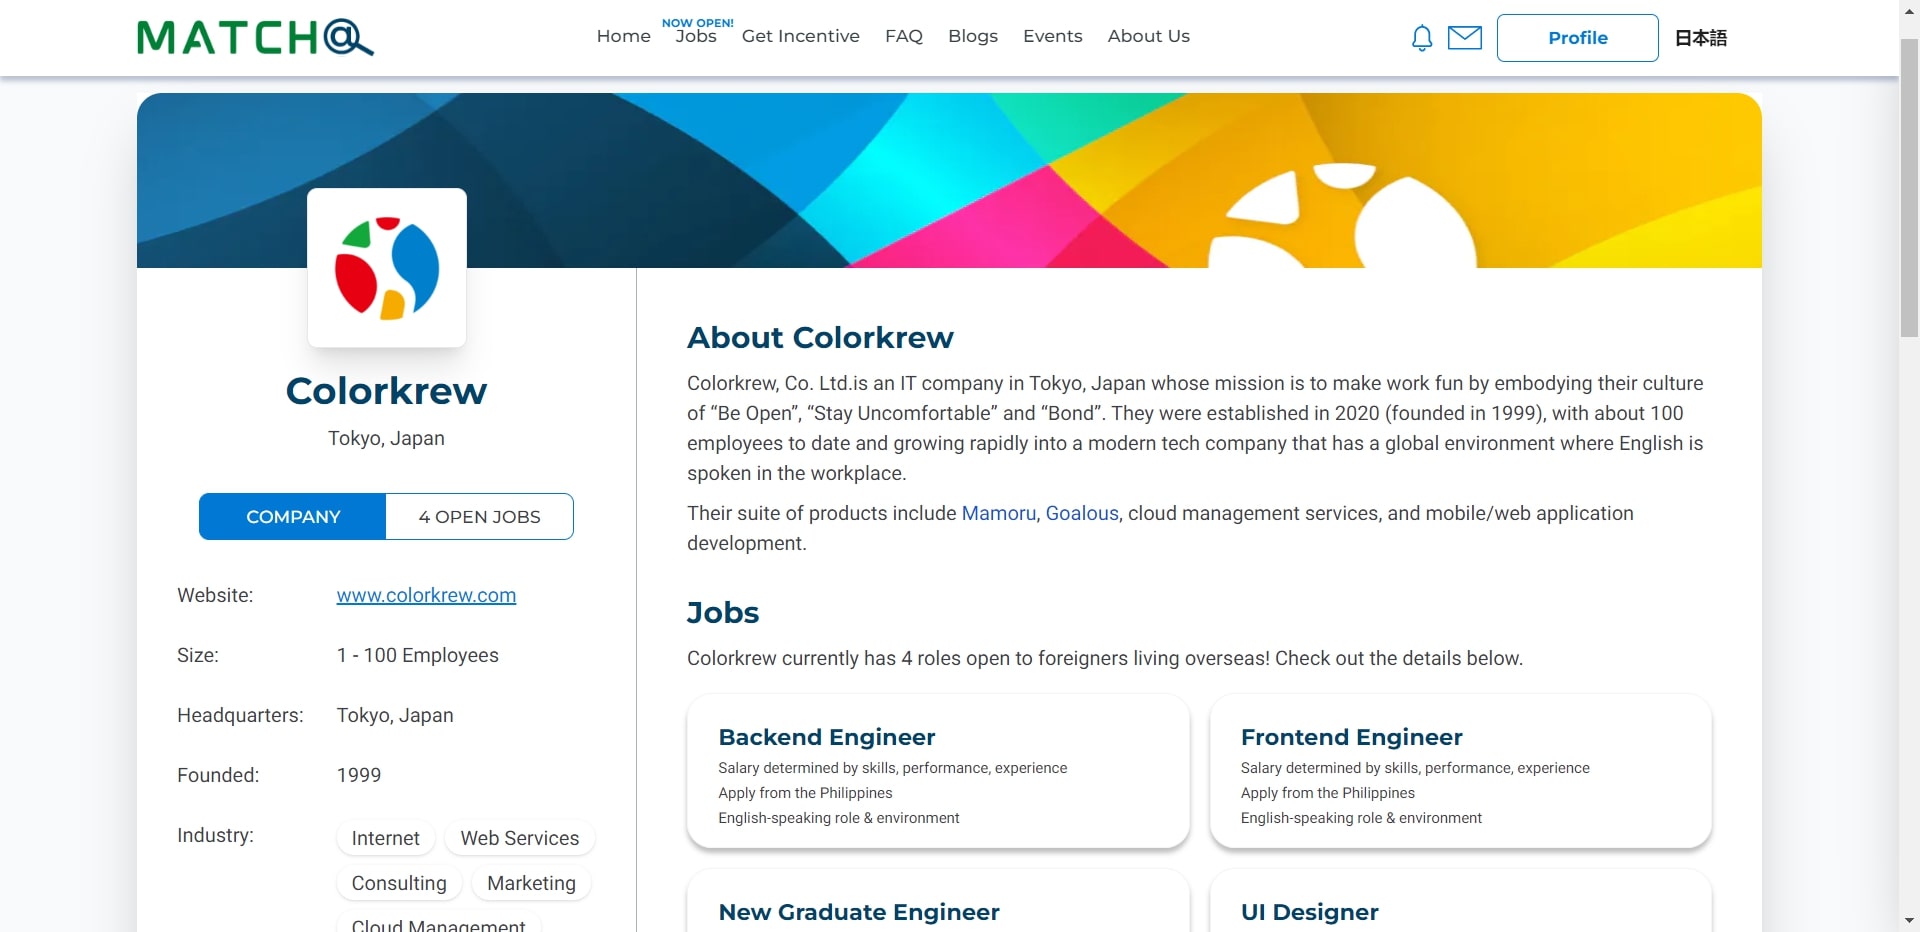 MATCH@
Home
NOW OPEN!
Jobs
Get Incentive
FAQ
Blogs
Events
About Us
Profile
日本語
Colorkrew
Tokyo, Japan
COMPANY
4 OPEN JOBS
Website: www.colorkrew.com
Size: 1 - 100 Employees
Headquarters: Tokyo, Japan
Founded: 1999
Industry: Internet Web Services
Consulting Marketing
Cloud Management
About Colorkrew
Colorkrew, Co. Ltd.is an IT company in Tokyo, Japan whose mission is to make work fun by embodying their culture
of “Be Open”, “Stay Uncomfortable” and “Bond”. They were established in 2020 (founded in 1999), with about 100
employees to date and growing rapidly into a modern tech company that has a global environment where English is
spoken in the workplace.
Their suite of products include Mamoru, Goalous, cloud management services, and mobile/web application
development.
Jobs
Colorkrew currently has 4 roles open to foreigners living overseas! Check out the details below.
Backend Engineer
Salary determined by skills, performance, experience
Apply from the Philippines
English-speaking role & environment
Frontend Engineer
Salary determined by skills, performance, experience
Apply from the Philippines
English-speaking role & environment
New Graduate Engineer
UI Designer